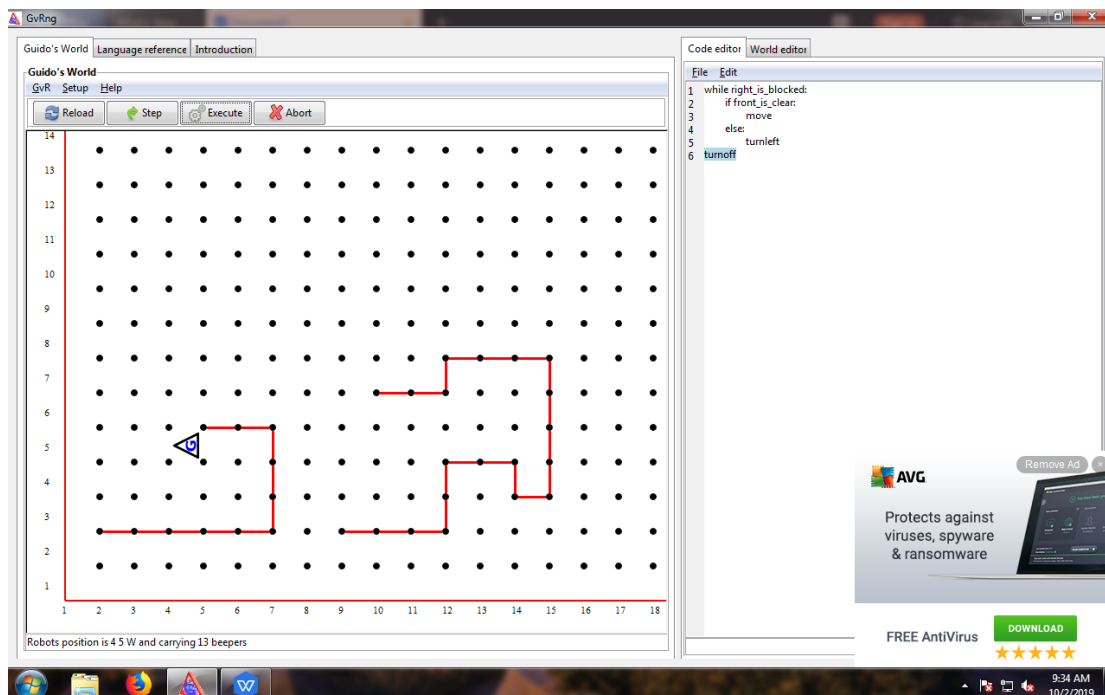 GvRng
Guido's World Language reference Introduction
Guido's World
GvR Setup Help
Reload Step Execute Abort
14
13
12
11
10
9
8
7
6
5
4
3
2
1
G
1 2 3 4 5 6 7 8 9 10 11 12 13 14 15 16 17 18
Robots position is 4 5 W and carrying 13 beepers
Code editor World editor
File Edit
1 while right_is_blocked:
2 if front_is_clear:
3 move
4 else:
5 turnleft
6 turnoff
Remove Ad
AVG
Protects against
viruses, spyware
& ransomware
FREE AntiVirus
DOWNLOAD
9:34 AM
10/2/2019